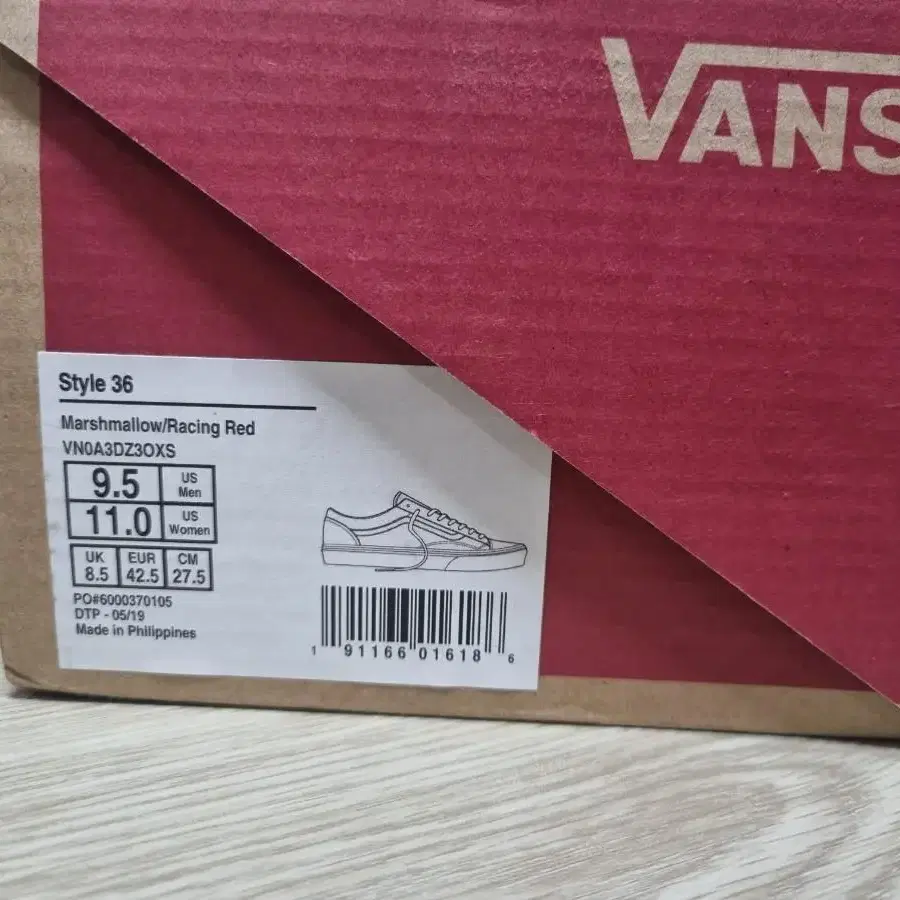 VANS
Style 36
Marshmallow/Racing Red
VN0A3DZ3OXS
9.5 US Men
11.0 US Women
UK EUR CM
8.5 42.5 27.5
PO#6000370105
DTP - 05/19
Made in Philippines
1 91166 01618 6